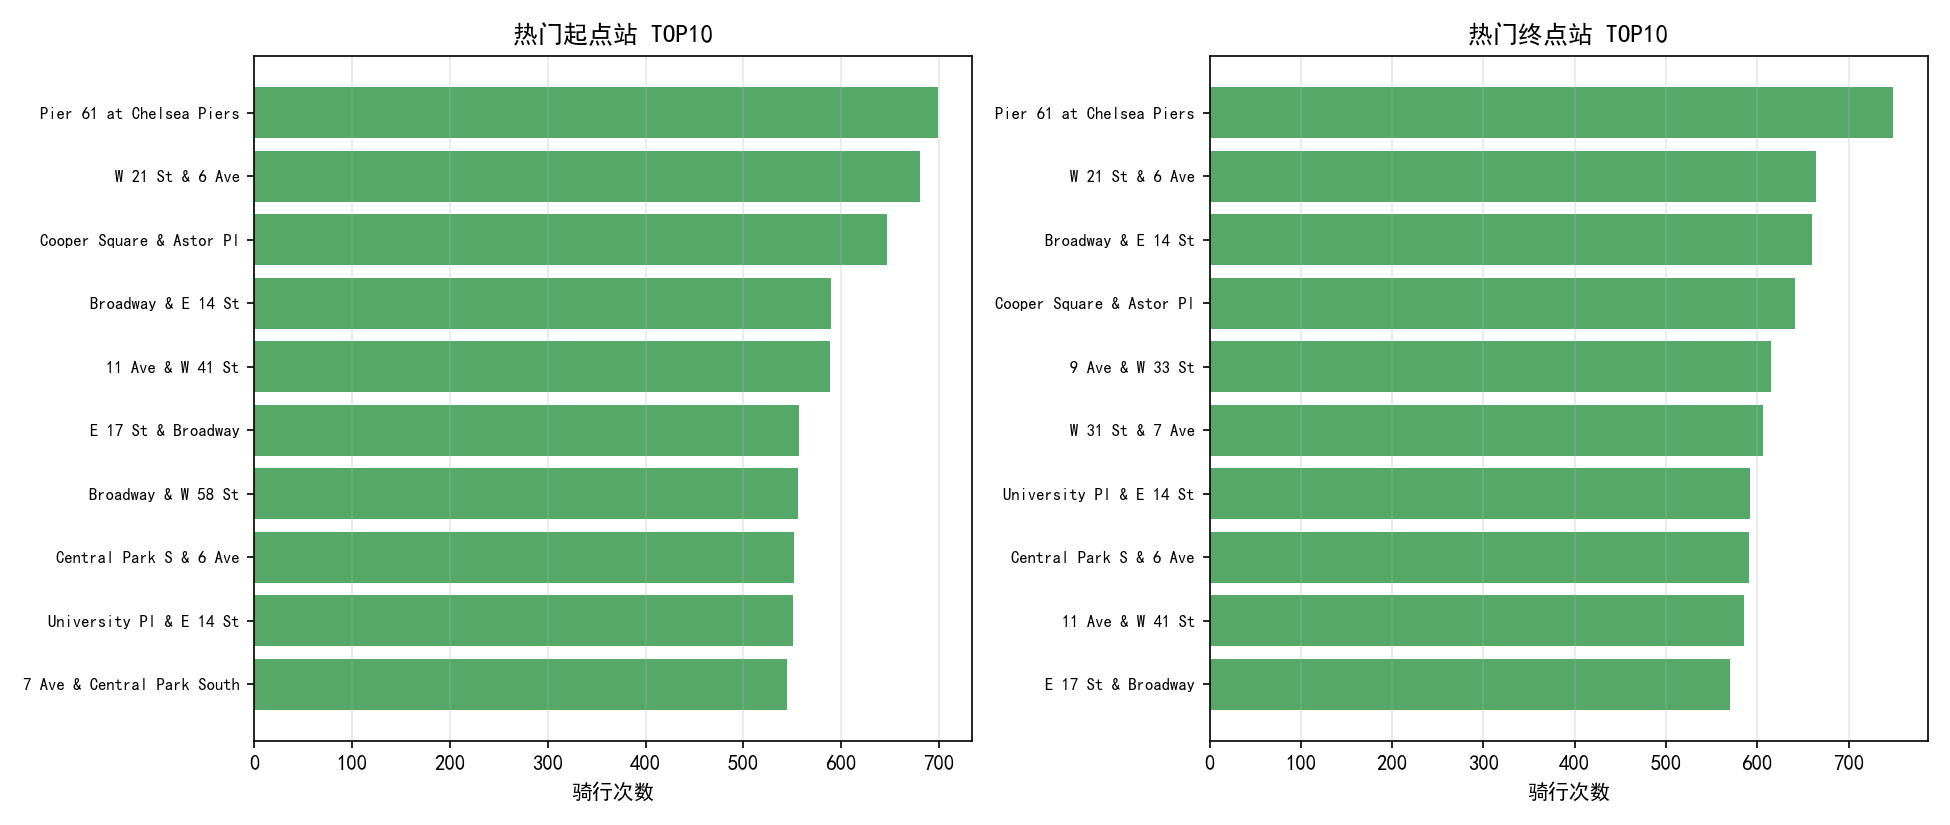 热门起点站 TOP10
Pier 61 at Chelsea Piers
W 21 St & 6 Ave
Cooper Square & Astor Pl
Broadway & E 14 St
11 Ave & W 41 St
E 17 St & Broadway
Broadway & W 58 St
Central Park S & 6 Ave
University Pl & E 14 St
7 Ave & Central Park South
0 100 200 300 400 500 600 700
骑行次数
热门终点站 TOP10
Pier 61 at Chelsea Piers
W 21 St & 6 Ave
Broadway & E 14 St
Cooper Square & Astor Pl
9 Ave & W 33 St
W 31 St & 7 Ave
University Pl & E 14 St
Central Park S & 6 Ave
11 Ave & W 41 St
E 17 St & Broadway
0 100 200 300 400 500 600 700
骑行次数